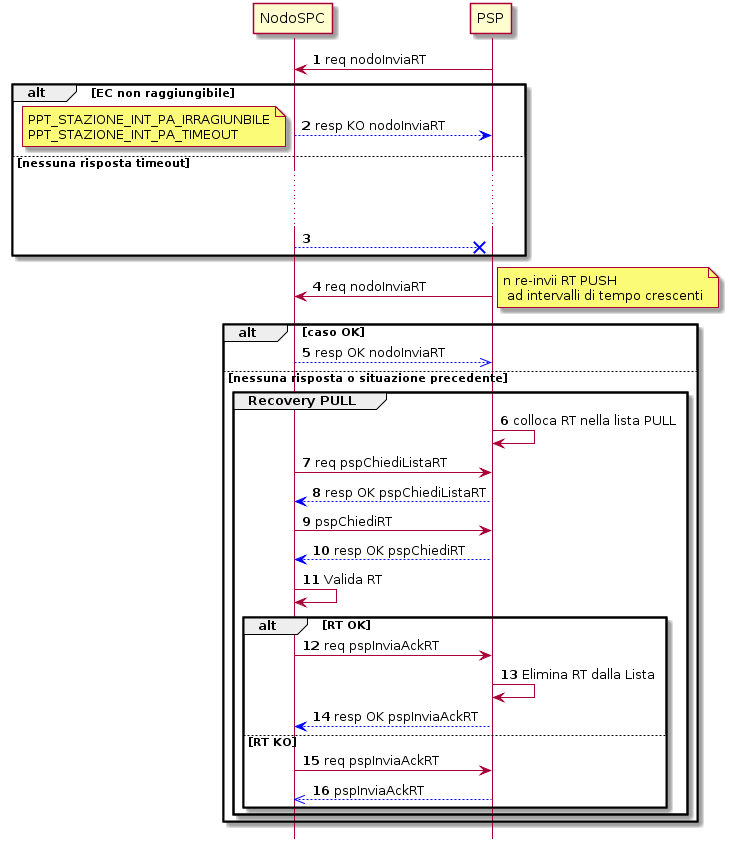 NodoSPC
PSP
1 req nodoInviaRT
alt [EC non raggiungibile]
PPT_STAZIONE_INT_PA_IRRAGIUNBILE
PPT_STAZIONE_INT_PA_TIMEOUT
2 resp KO nodoInviaRT
[nessuna risposta timeout]
3
4 req nodoInviaRT
n re-invii RT PUSH
ad intervalli di tempo crescenti
alt [caso OK]
5 resp OK nodoInviaRT
[nessuna risposta o situazione precedente]
Recovery PULL
6 colloca RT nella lista PULL
7 req pspChiediListaRT
8 resp OK pspChiediListaRT
9 pspChiediRT
10 resp OK pspChiediRT
11 Valida RT
alt [RT OK]
12 req pspInviaAckRT
13 Elimina RT dalla Lista
14 resp OK pspInviaAckRT
[RT KO]
15 req pspInviaAckRT
16 pspInviaAckRT